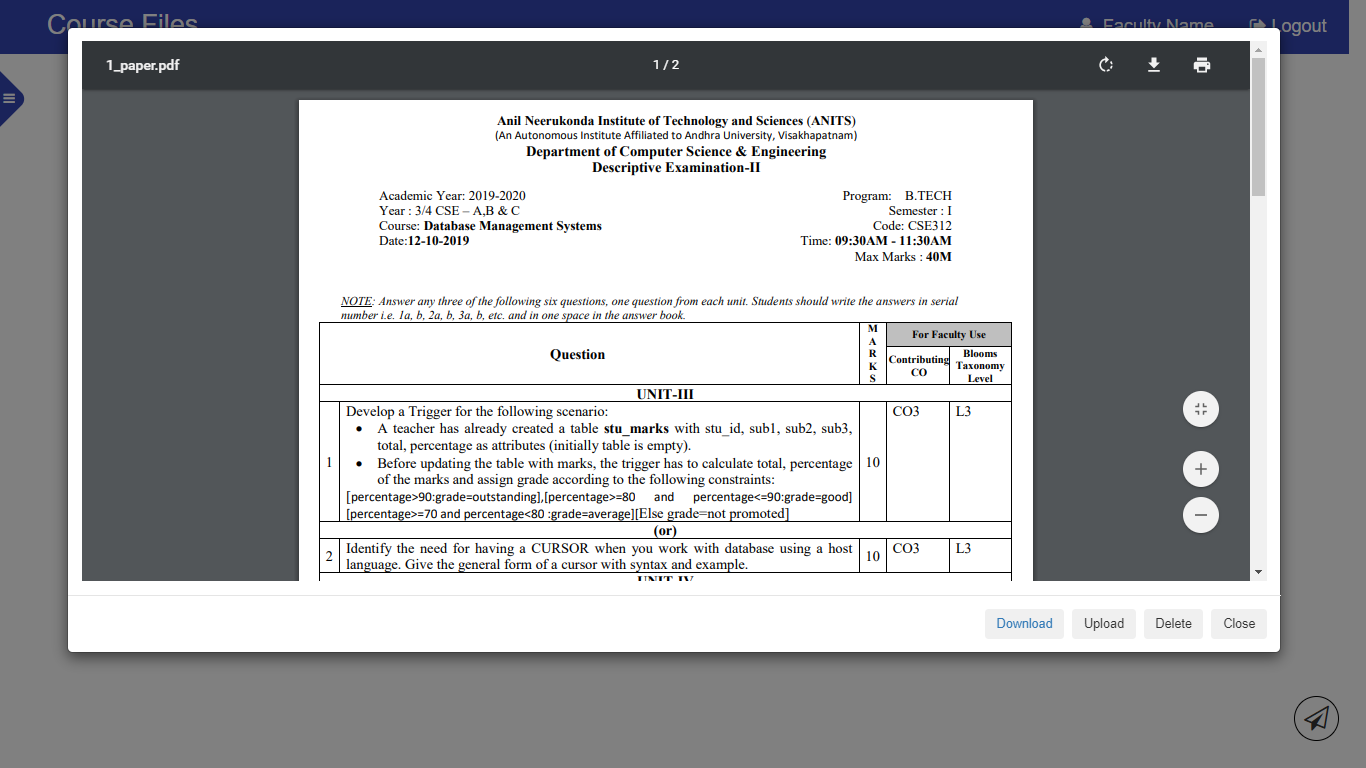 Course Files
Faculty Name
Logout
1_paper.pdf
1 / 2
Anil Neerukonda Institute of Technology and Sciences (ANITS)
(An Autonomous Institute Affiliated to Andhra University, Visakhapatnam)
Department of Computer Science & Engineering
Descriptive Examination-II
Academic Year: 2019-2020
Program: B.TECH
Year : 3/4 CSE – A,B & C
Semester : I
Course: Database Management Systems
Code: CSE312
Date:12-10-2019
Time: 09:30AM - 11:30AM
Max Marks : 40M
NOTE: Answer any three of the following six questions, one question from each unit. Students should write the answers in serial
number i.e. 1a, b, 2a, b, 3a, b, etc. and in one space in the answer book.
Question
M
A
R
K
S
For Faculty Use
Contributing
CO
Blooms
Taxonomy
Level
UNIT-III
1
Develop a Trigger for the following scenario:
• A teacher has already created a table stu_marks with stu_id, sub1, sub2, sub3,
total, percentage as attributes (initially table is empty).
• Before updating the table with marks, the trigger has to calculate total, percentage
of the marks and assign grade according to the following constraints:
[percentage>90:grade=outstanding],[percentage>=80 and percentage<=90:grade=good]
[percentage>=70 and percentage<80 :grade=average][Else grade=not promoted]
10
CO3
L3
(or)
2
Identify the need for having a CURSOR when you work with database using a host
language. Give the general form of a cursor with syntax and example.
10
CO3
L3
UNIT-IV
Download
Upload
Delete
Close